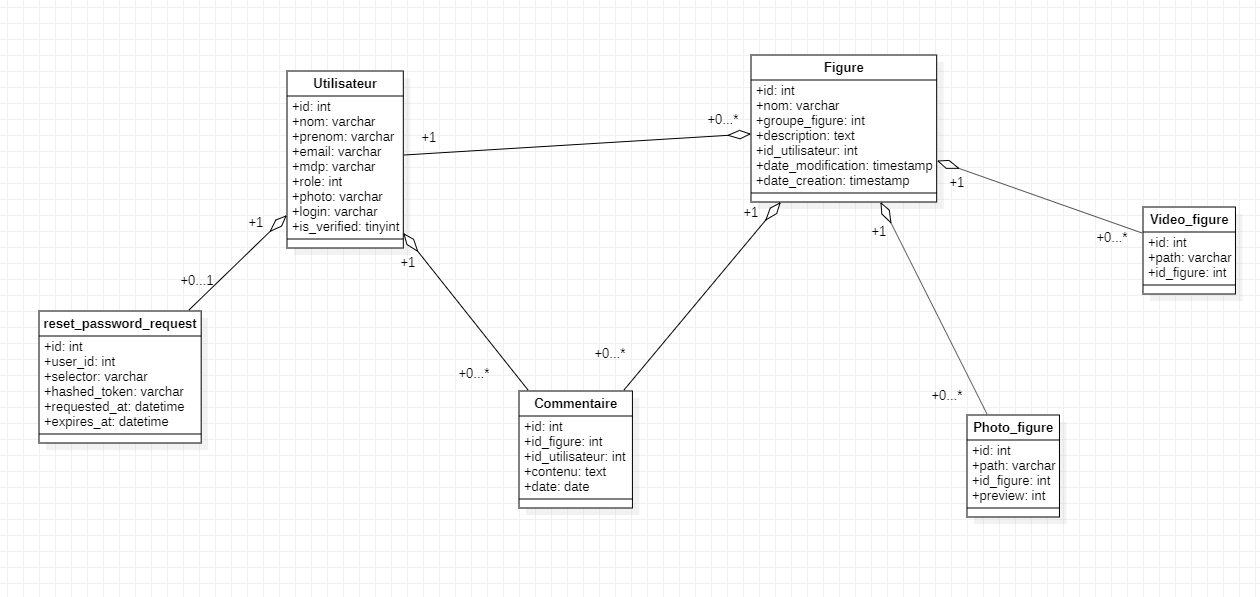 Utilisateur
+id: int
+nom: varchar
+prenom: varchar
+email: varchar
+mdp: varchar
+role: int
+photo: varchar
+login: varchar
+is_verified: tinyint
+1
+0...*
Figure
+id: int
+nom: varchar
+groupe_figure: int
+description: text
+id_utilisateur: int
+date_modification: timestamp
+date_creation: timestamp
+1
+0...*
Video_figure
+id: int
+path: varchar
+id_figure: int
+1
+0...1
reset_password_request
+id: int
+user_id: int
+selector: varchar
+hashed_token: varchar
+requested_at: datetime
+expires_at: datetime
+1
+0...*
+1
+0...*
Commentaire
+id: int
+id_figure: int
+id_utilisateur: int
+contenu: text
+date: date
+1
+0...*
Photo_figure
+id: int
+path: varchar
+id_figure: int
+preview: int